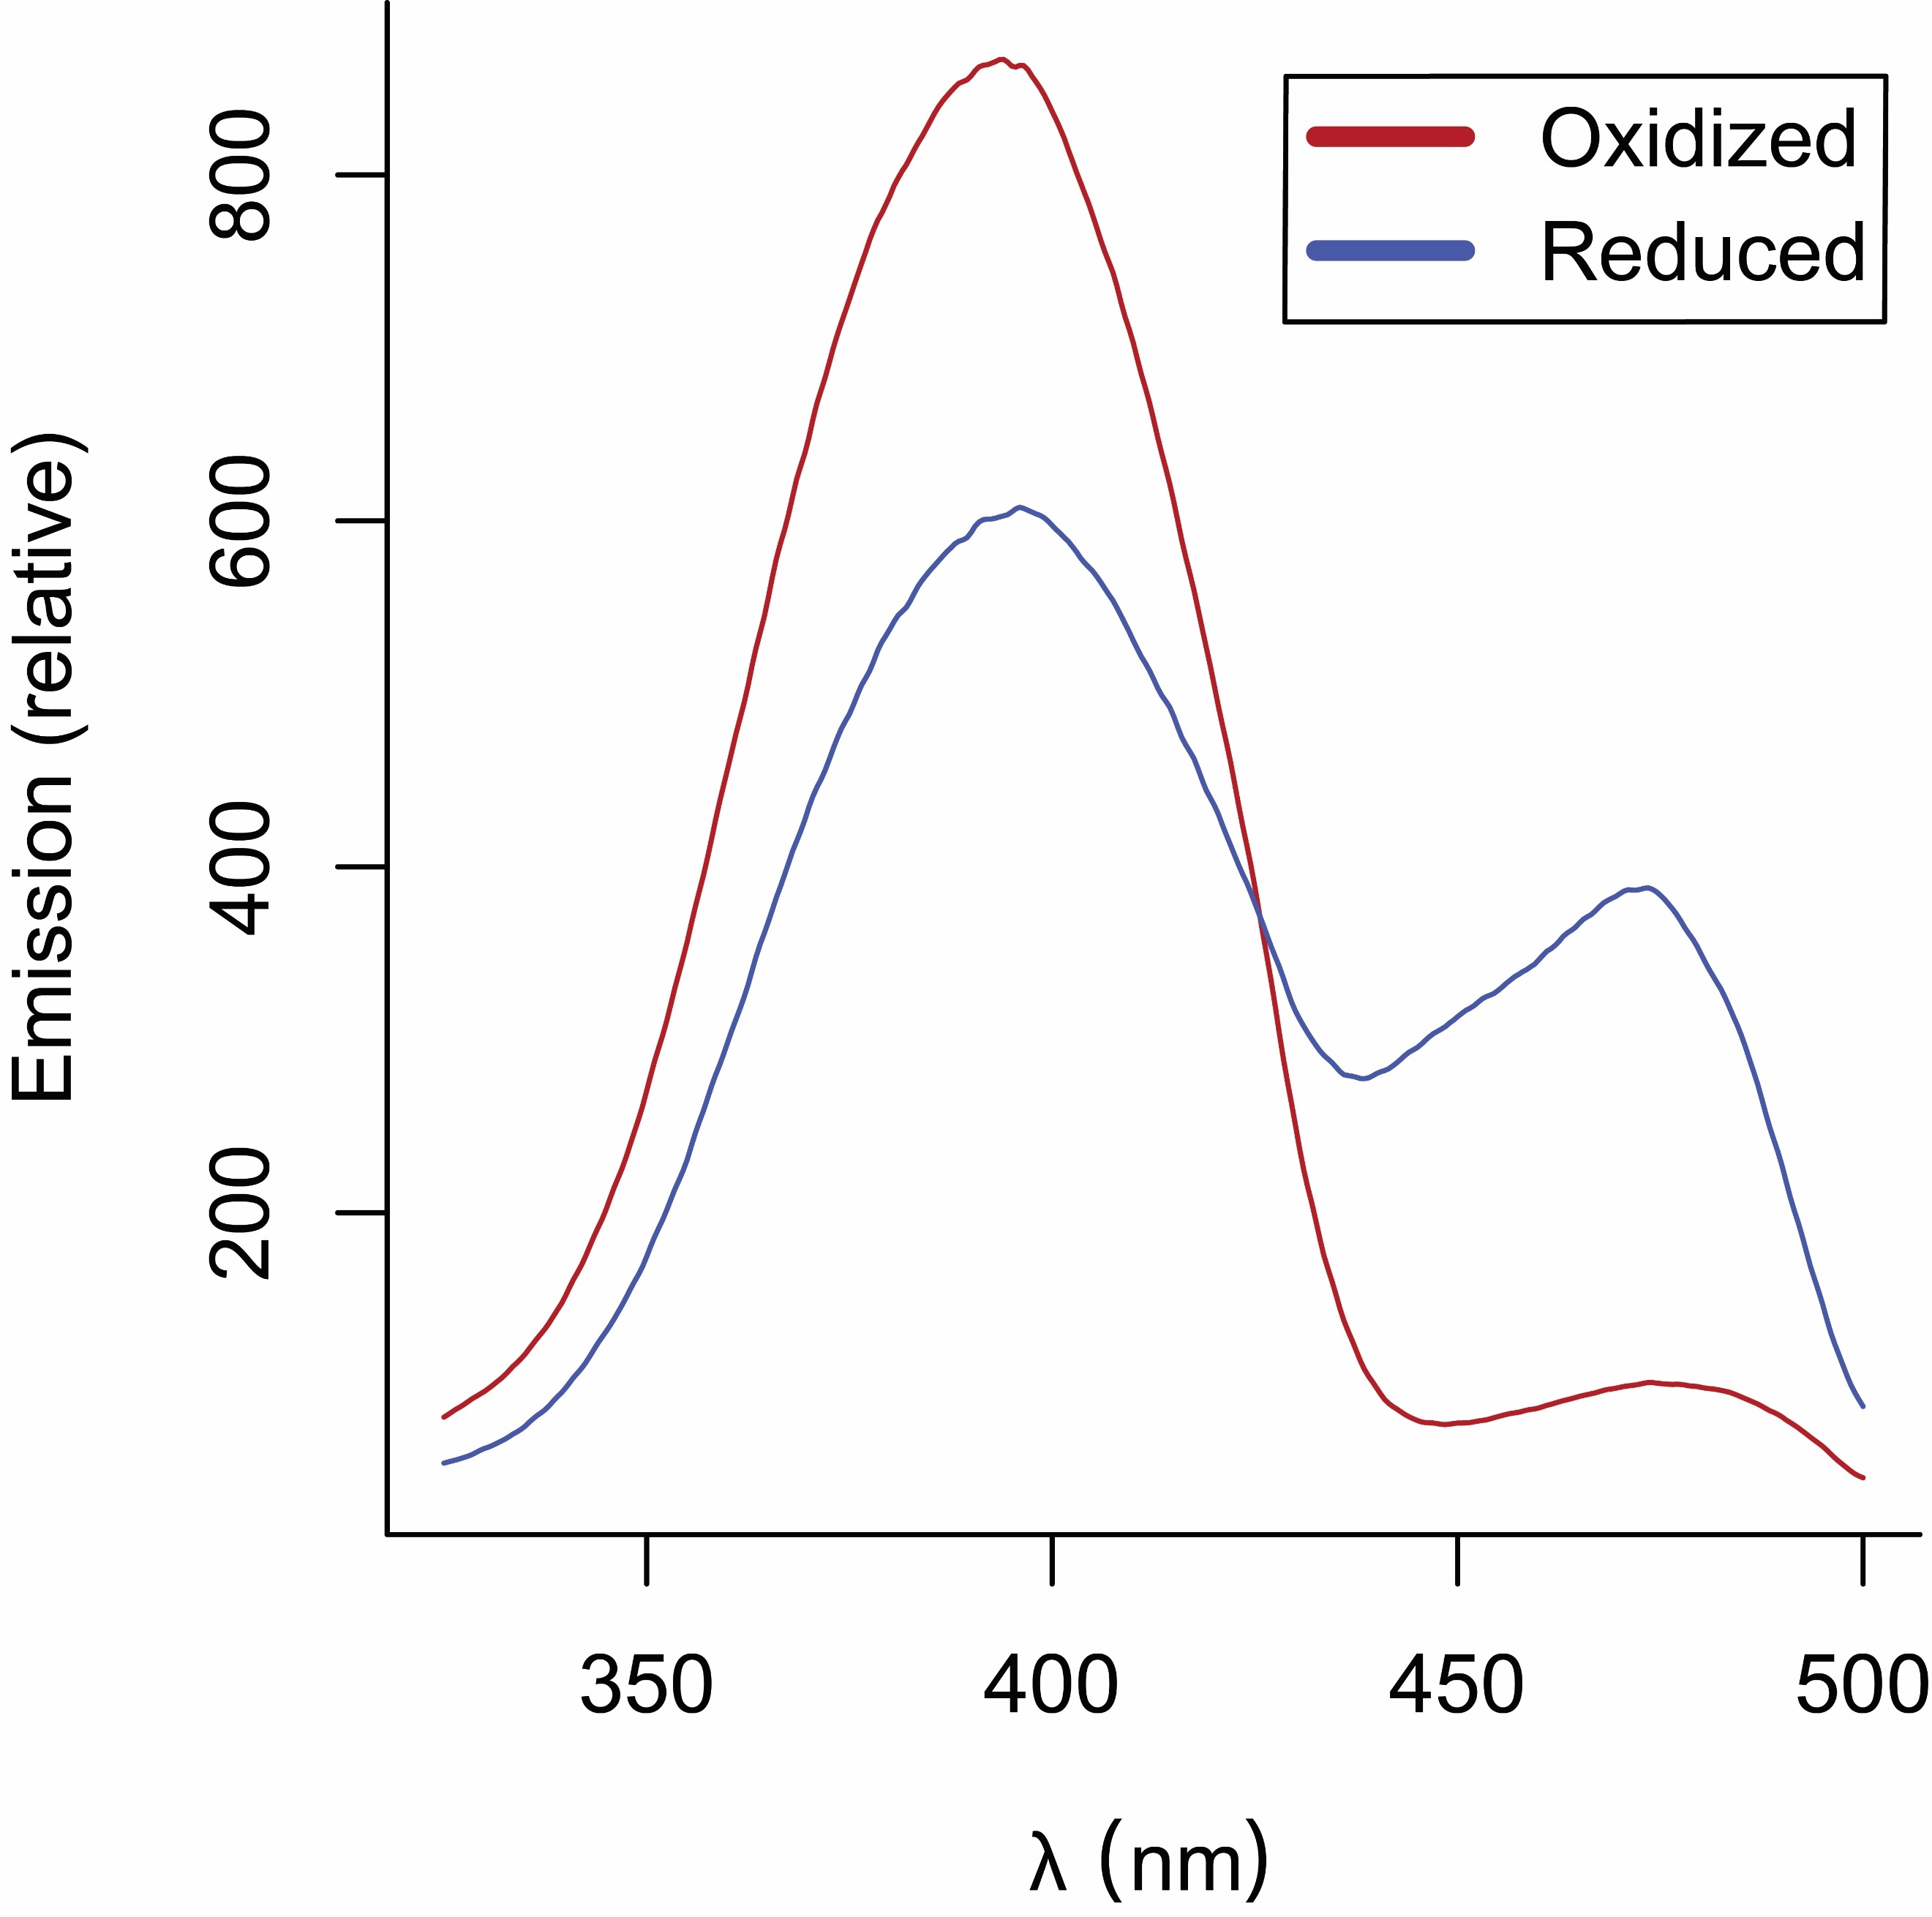 Oxidized
Reduced
Emission (relative)
800
600
400
200
350 400 450 500
λ (nm)